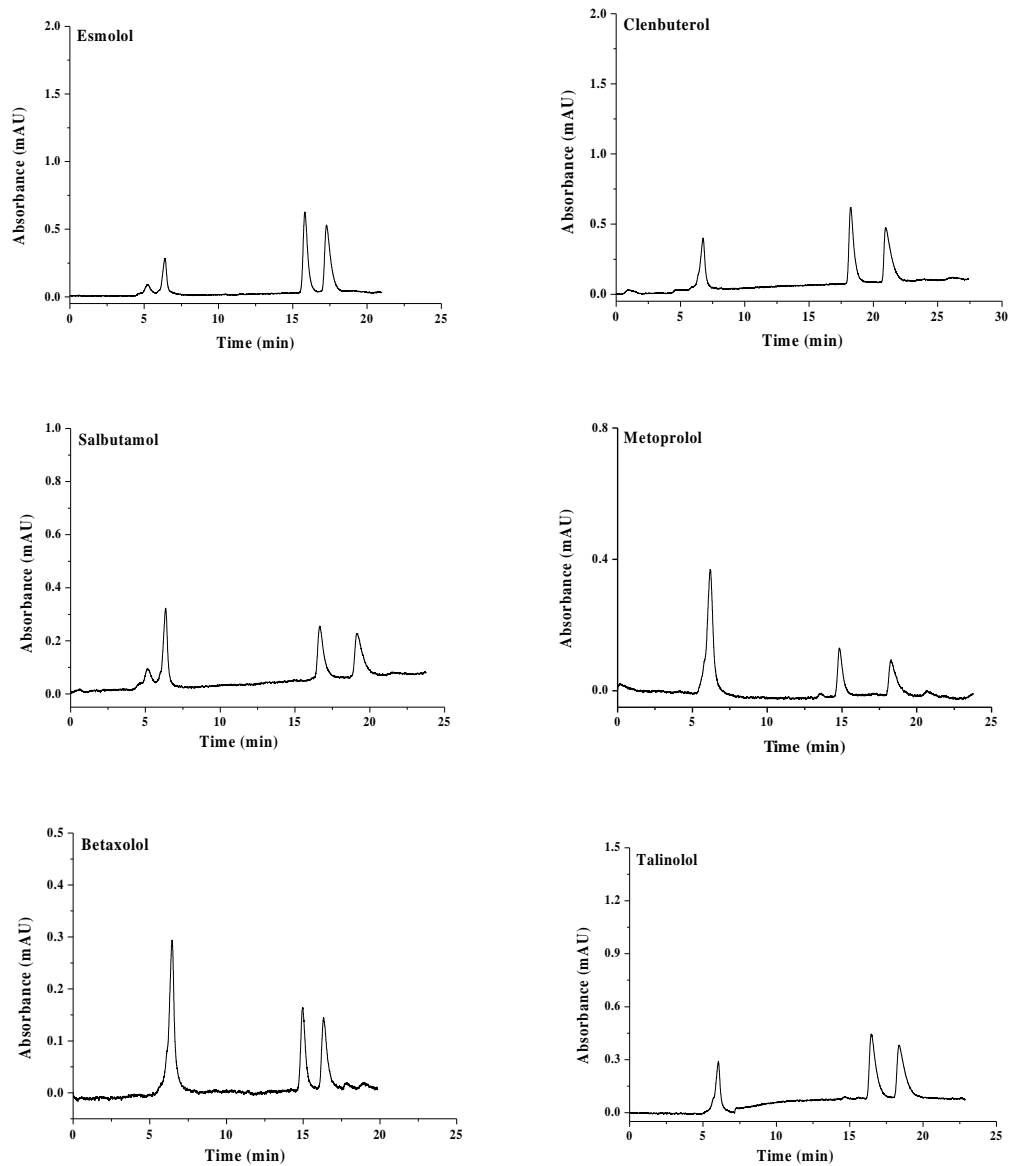 Esmolol
2.0
1.5
1.0
0.5
0.0
Absorbance (mAU)
0 5 10 15 20 25
Time (min)
Clenbuterol
2.0
1.5
1.0
0.5
0.0
Absorbance (mAU)
0 5 10 15 20 25 30
Time (min)
Salbutamol
1.0
0.8
0.6
0.4
0.2
0.0
Absorbance (mAU)
0 5 10 15 20 25
Time (min)
Metoprolol
0.8
0.4
0.0
Absorbance (mAU)
0 5 10 15 20 25
Time (min)
Betaxolol
0.5
0.4
0.3
0.2
0.1
0.0
Absorbance (mAU)
0 5 10 15 20 25
Time (min)
Talinolol
1.5
1.2
0.9
0.6
0.3
0.0
Absorbance (mAU)
0 5 10 15 20 25
Time (min)